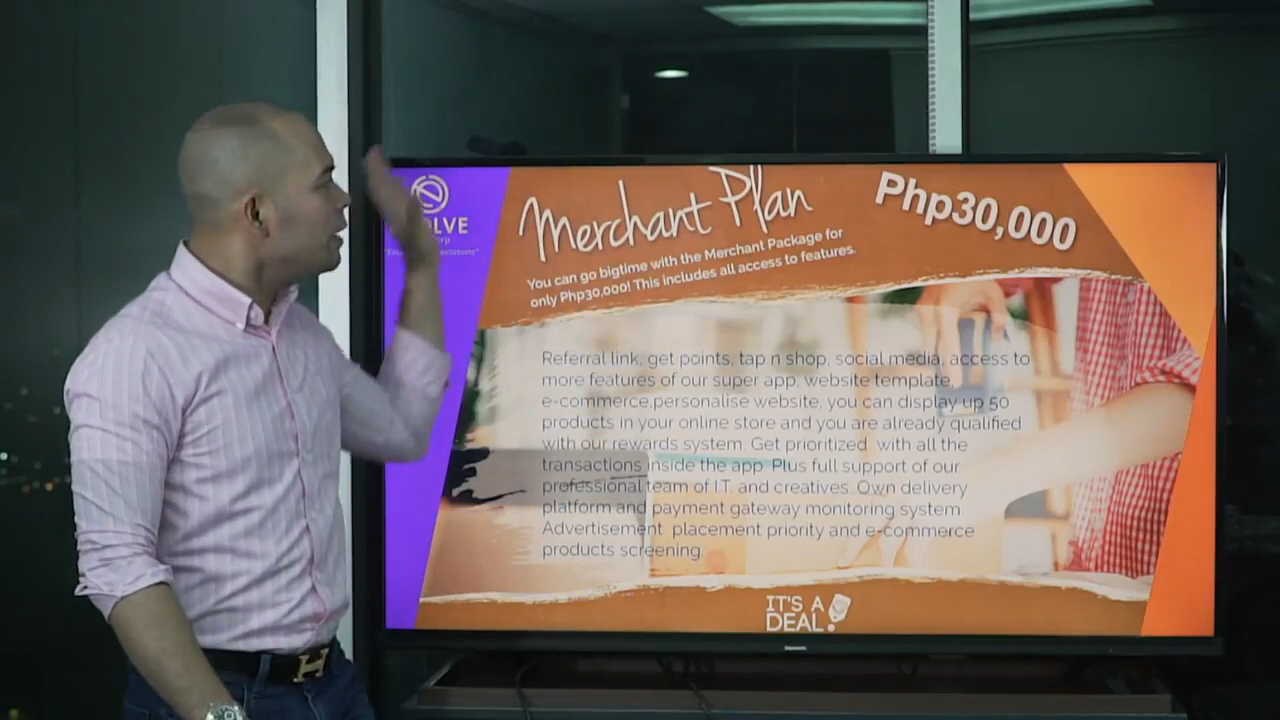 LVE
Merchant Plan
Php30,000
You can go bigtime with the Merchant Package for
only Php30,000! This includes all access to features.
Referral link, get points, tap n shop, social media, access to
more features of our super app, website template,
e-commerce,personalise website, you can display up 50
products in your online store and you are already qualified
with our rewards system. Get prioritized with all the
transactions inside the app. Plus full support of our
professional team of I.T. and creatives. Own delivery
platform and payment gateway monitoring system.
Advertisement placement priority and e-commerce
products screening.
IT'S A
DEAL!